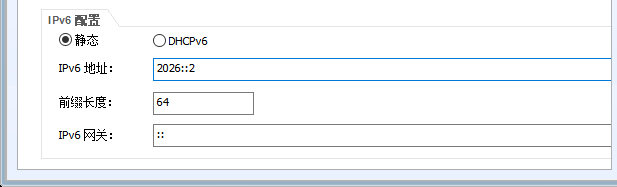 IPv6 配置
静态 DHCPv6
IPv6 地址： 2026::2
前缀长度： 64
IPv6 网关： ::